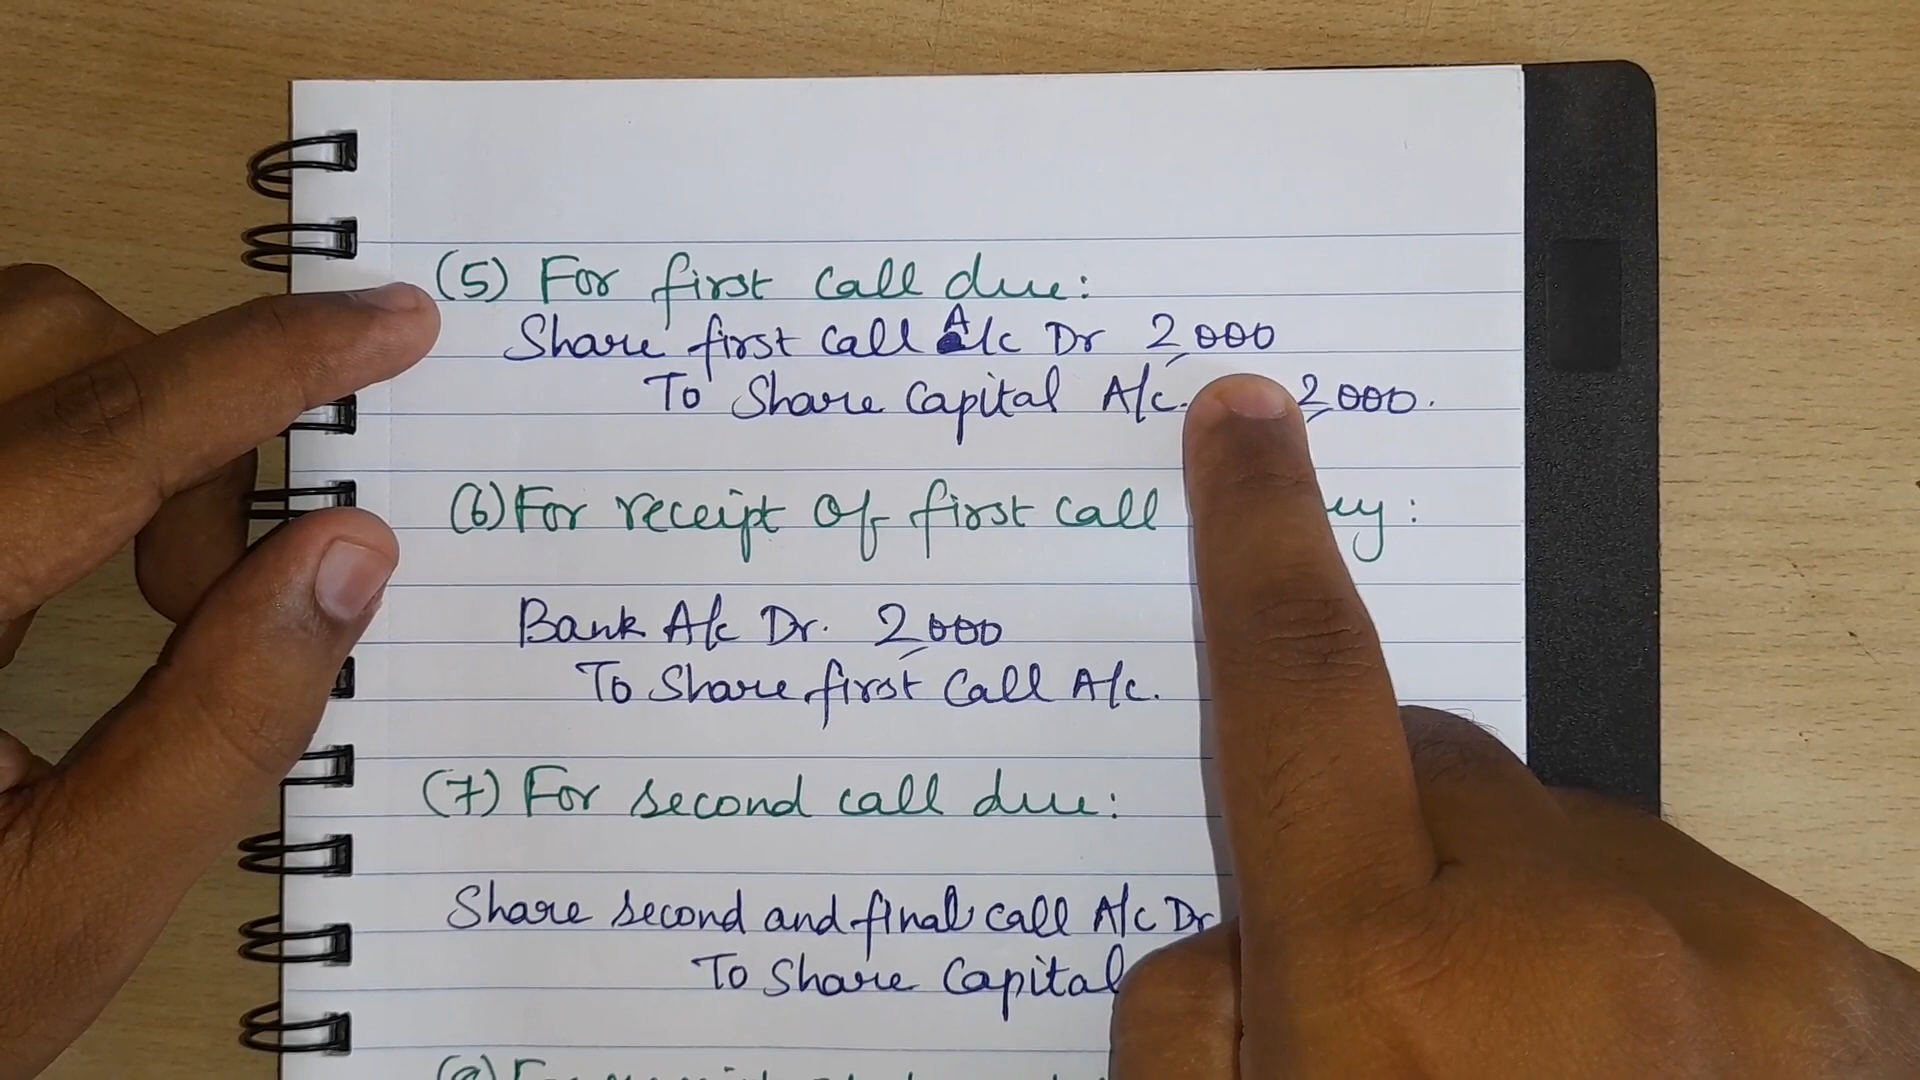 (5) For first call due:
Share first call A/c Dr 2,000
To Share Capital A/c. 2,000.
(6) For receipt of first call
Bank A/c Dr. 2,000
To Share first Call A/c.
(7) For second call due:
Share second and final call A/c Dr
To Share Capital